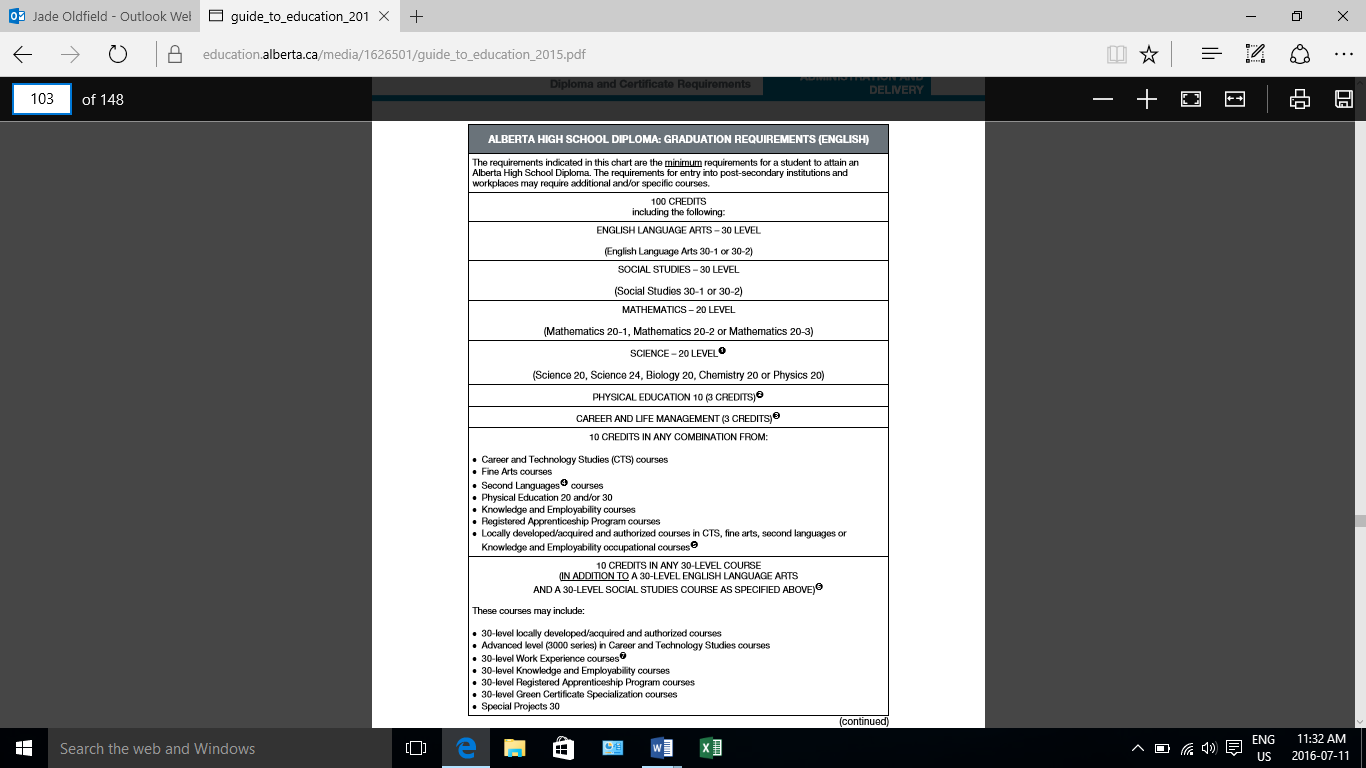 Jade Oldfield - Outlook Wel
guide_to_education_201
education.alberta.ca/media/1626501/guide_to_education_2015.pdf
103 of 148
Diploma and Certificate Requirements
ADMINISTRATION AND
DELIVERY
ALBERTA HIGH SCHOOL DIPLOMA: GRADUATION REQUIREMENTS (ENGLISH)
The requirements indicated in this chart are the minimum requirements for a student to attain an
Alberta High School Diploma. The requirements for entry into post-secondary institutions and
workplaces may require additional and/or specific courses.
100 CREDITS
including the following:
ENGLISH LANGUAGE ARTS – 30 LEVEL
(English Language Arts 30-1 or 30-2)
SOCIAL STUDIES – 30 LEVEL
(Social Studies 30-1 or 30-2)
MATHEMATICS – 20 LEVEL
(Mathematics 20-1, Mathematics 20-2 or Mathematics 20-3)
SCIENCE – 20 LEVEL❶
(Science 20, Science 24, Biology 20, Chemistry 20 or Physics 20)
PHYSICAL EDUCATION 10 (3 CREDITS)❷
CAREER AND LIFE MANAGEMENT (3 CREDITS)❸
10 CREDITS IN ANY COMBINATION FROM:
• Career and Technology Studies (CTS) courses
• Fine Arts courses
• Second Languages❹ courses
• Physical Education 20 and/or 30
• Knowledge and Employability courses
• Registered Apprenticeship Program courses
• Locally developed/acquired and authorized courses in CTS, fine arts, second languages or
Knowledge and Employability occupational courses❺
10 CREDITS IN ANY 30-LEVEL COURSE
(IN ADDITION TO A 30-LEVEL ENGLISH LANGUAGE ARTS
AND A 30-LEVEL SOCIAL STUDIES COURSE AS SPECIFIED ABOVE)❻
These courses may include:
• 30-level locally developed/acquired and authorized courses
• Advanced level (3000 series) in Career and Technology Studies courses
• 30-level Work Experience courses❼
• 30-level Knowledge and Employability courses
• 30-level Registered Apprenticeship Program courses
• 30-level Green Certificate Specialization courses
• Special Projects 30
(continued)
Search the web and Windows
ENG
US
11:32 AM
2016-07-11